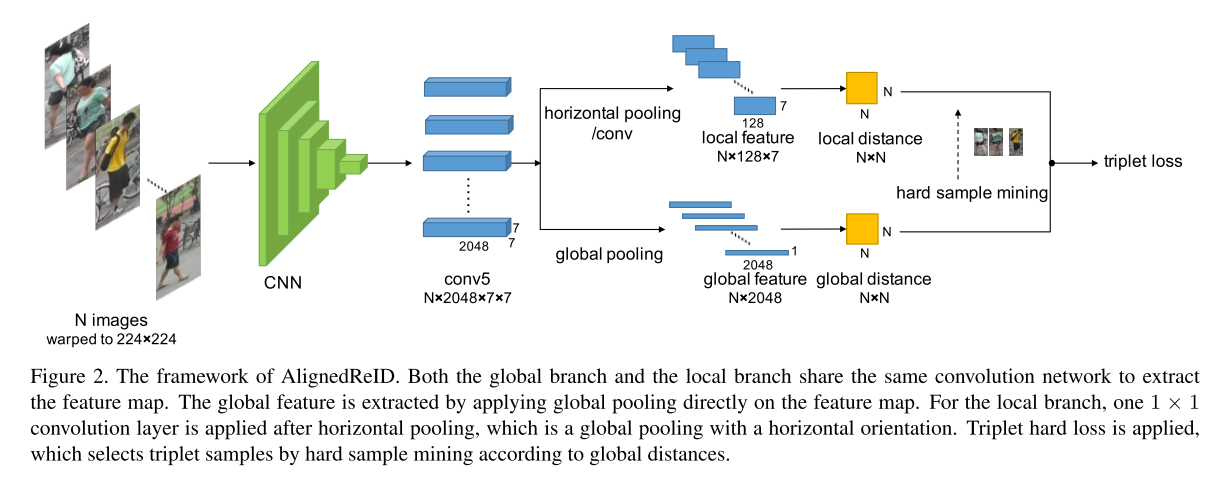 N images
warped to 224×224
CNN
2048
7
7
conv5
N×2048×7×7
horizontal pooling
/conv
global pooling
128
7
local feature
N×128×7
N
N
local distance
N×N
2048
1
global feature
N×2048
N
N
global distance
N×N
hard sample mining
triplet loss
Figure 2. The framework of AlignedReID. Both the global branch and the local branch share the same convolution network to extract
the feature map. The global feature is extracted by applying global pooling directly on the feature map. For the local branch, one 1 × 1
convolution layer is applied after horizontal pooling, which is a global pooling with a horizontal orientation. Triplet hard loss is applied,
which selects triplet samples by hard sample mining according to global distances.